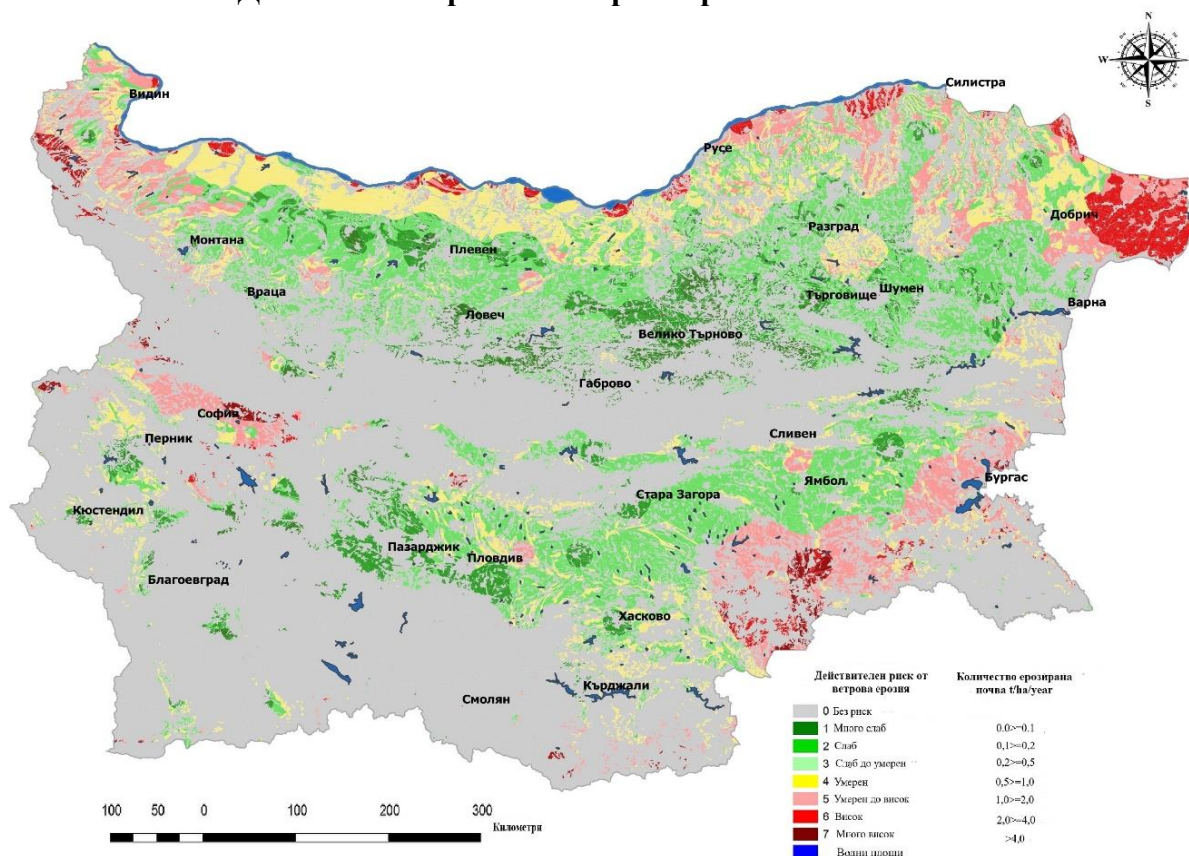 N
W
S
Силистра
Видин
Русе
Добрич
Разград
Монтана
Плевен
Шумен
Враца
Търговище
Варна
Ловеч
Велико Търново
Габрово
София
Перник
Сливен
Ямбол
Бургас
Стара Загора
Кюстендил
Пазарджик
Пловдив
Благоевград
Хасково
Кърджали
Смолян
Действителен риск от
ветрова ерозия
Количество ерозирана
почва t/ha/year
0 Без риск
1 Много слаб 0.0>=0.1
2 Слаб 0,1>=0,2
3 Слаб до умерен 0,2>=0,5
4 Умерен 0,5>=1,0
5 Умерен до висок 1,0>=2,0
6 Висок 2,0>=4,0
7 Много висок >4,0
Водни площи
100 50 0 100 200 300
Километри